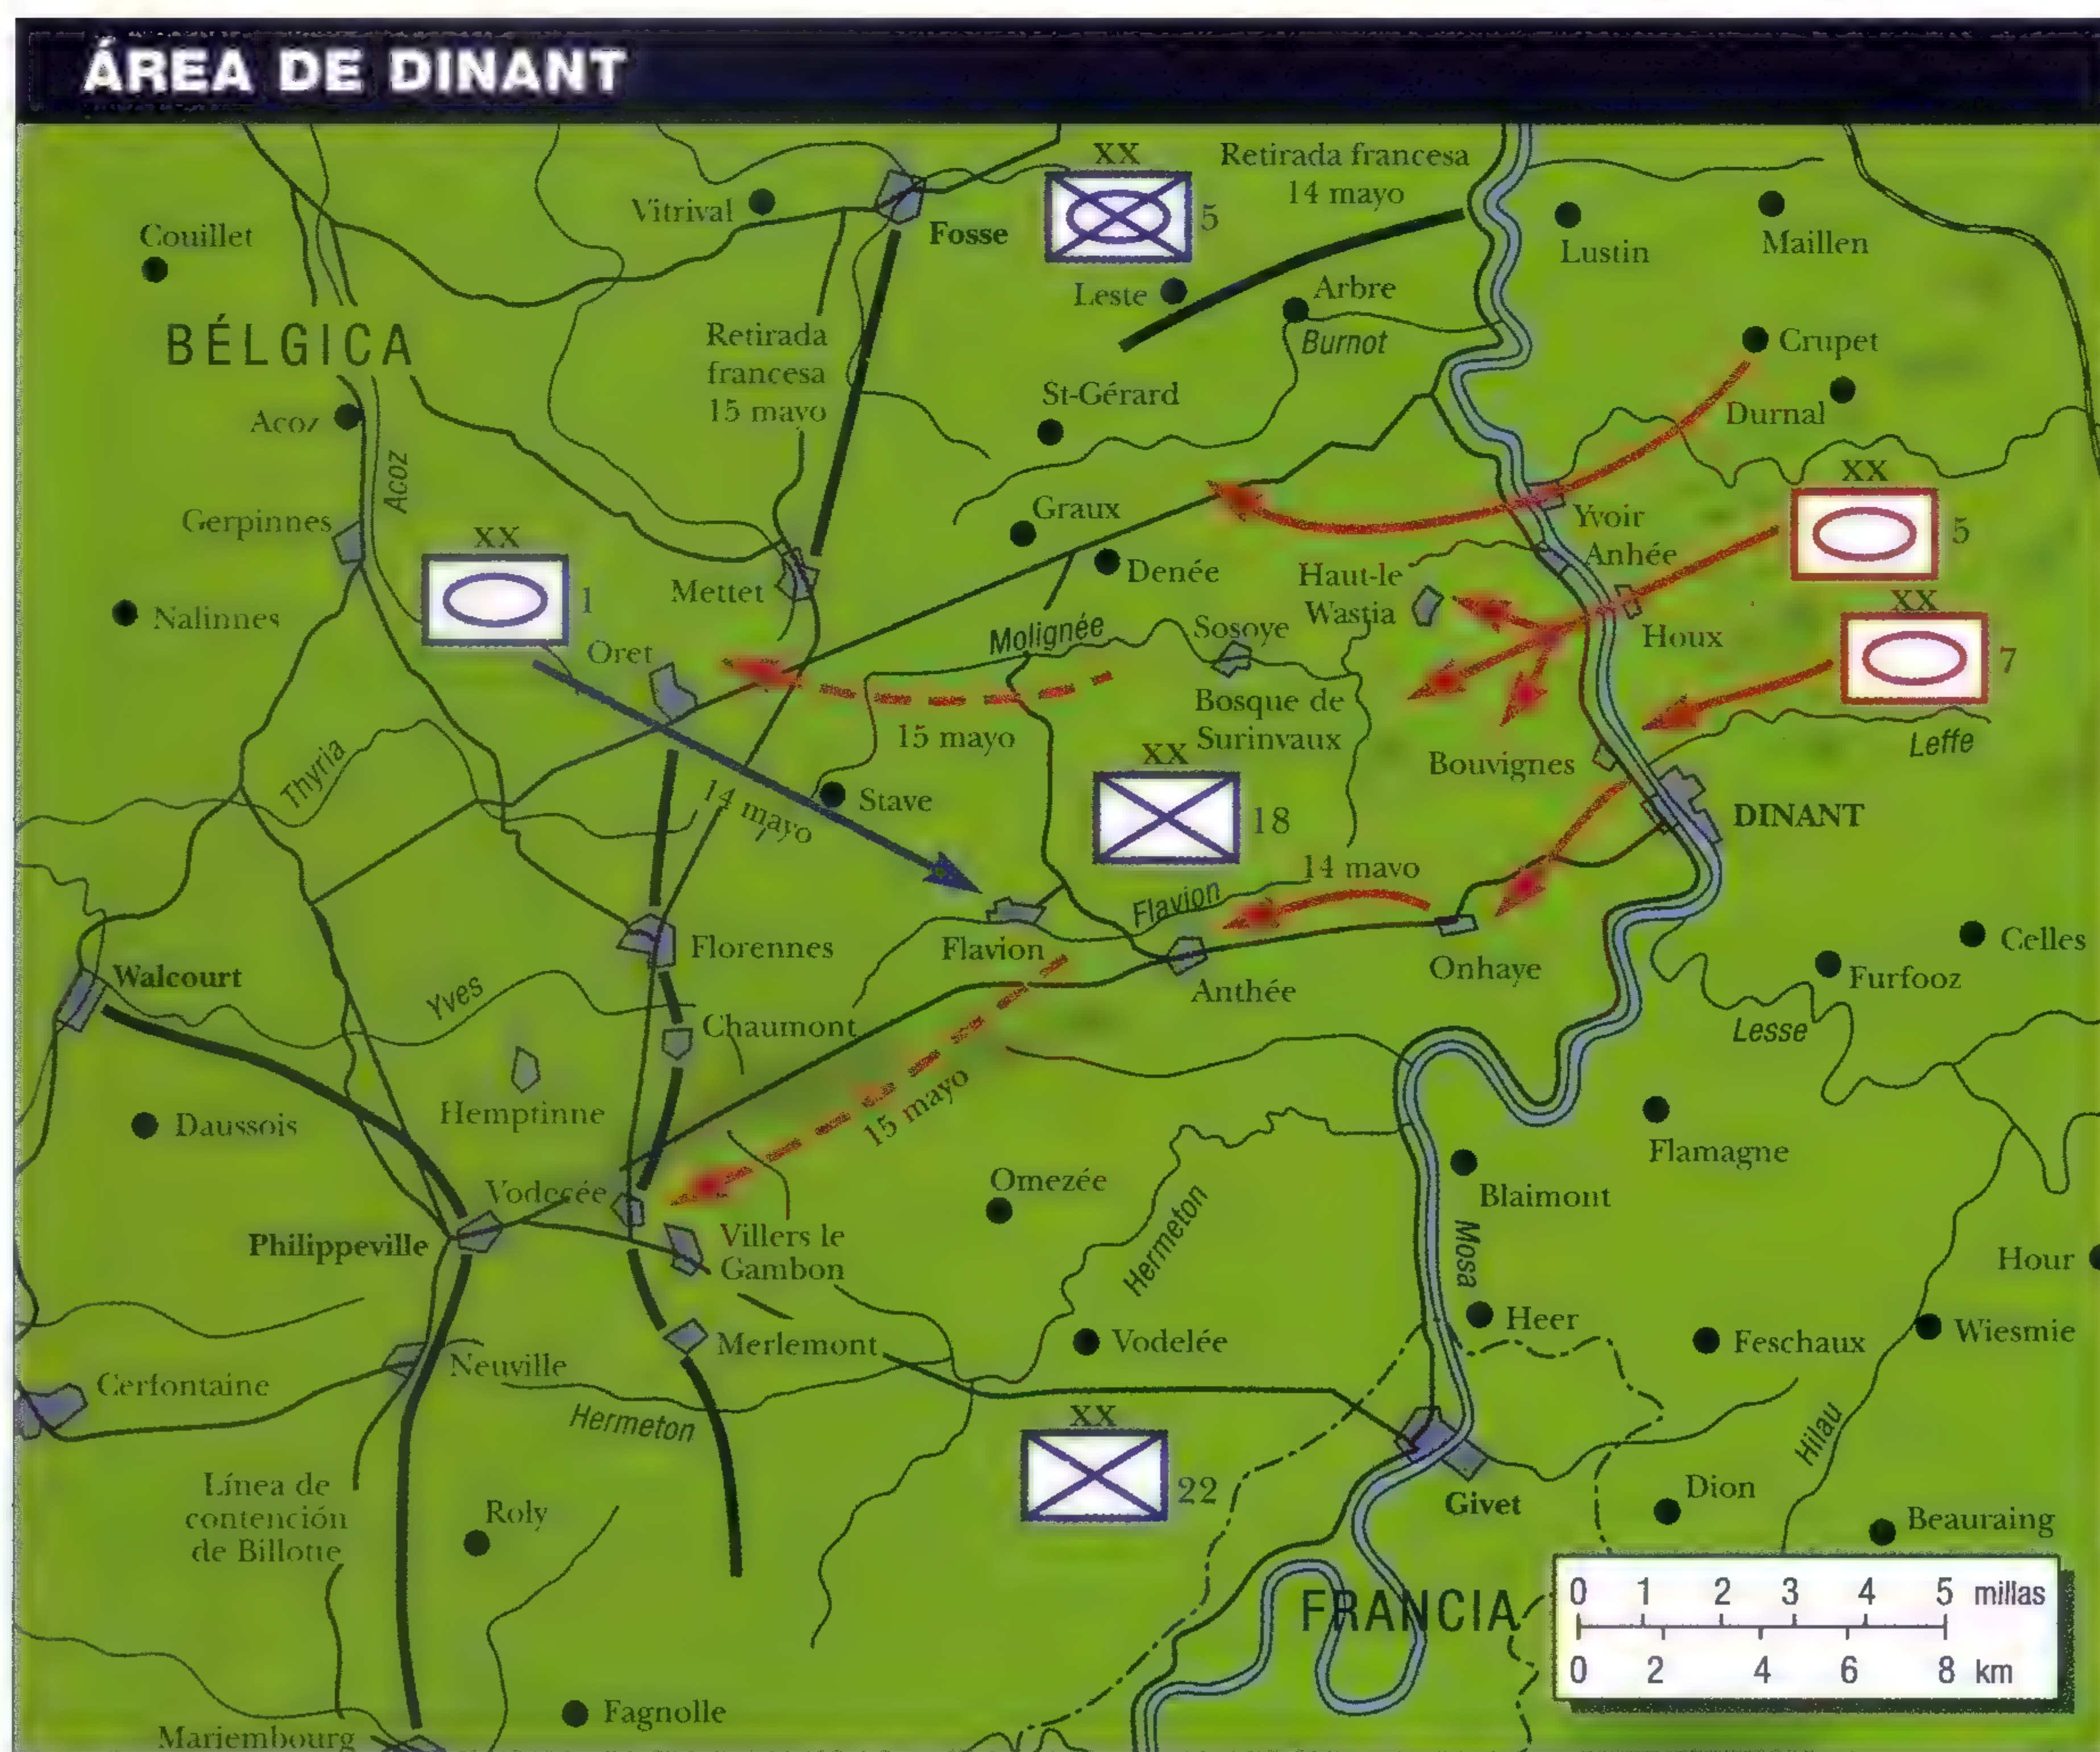 ÁREA DE DINANT
XX
Retirada francesa
14 mayo
5
Vitrival
Fosse
Couillet
Lustin
Maillen
Leste
Arbre
Burnot
Crupet
BÉLGICA
Retirada
francesa
15 mayo
St-Gérard
Durnal
Acoz
Acoz
XX
5
Gerpinnes
Graux
Yvoir
XX
1
Mettet
Denée
Anhée
Haut-le
Wastia
XX
7
Nalinnes
Oret
Molignée
Sosoye
Houx
Bosque de
Surinvaux
15 mayo
Leffe
Thyria
XX
18
Bouvignes
14 mayo
Stave
DINANT
14 mayo
Flavion
Florennes
Flavion
Celles
Walcourt
Anthée
Onhaye
Furfooz
Yves
Chaumont
Lesse
Hemptinne
15 mayo
Daussois
Flamagne
Omezée
Blaimont
Vodecée
Philippeville
Villers le
Gambon
Hermeton
Mosa
Hour
Heer
Feschaux
Wiesmie
Merlemont
Vodelée
Neuville
Cerfontaine
Hermeton
XX
22
Hilau
Línea de
contención
de Billotte
Roly
Givet
Dion
Beauraing
FRANCIA
0 1 2 3 4 5 millas
0 2 4 6 8 km
Fagnolle
Mariembourg